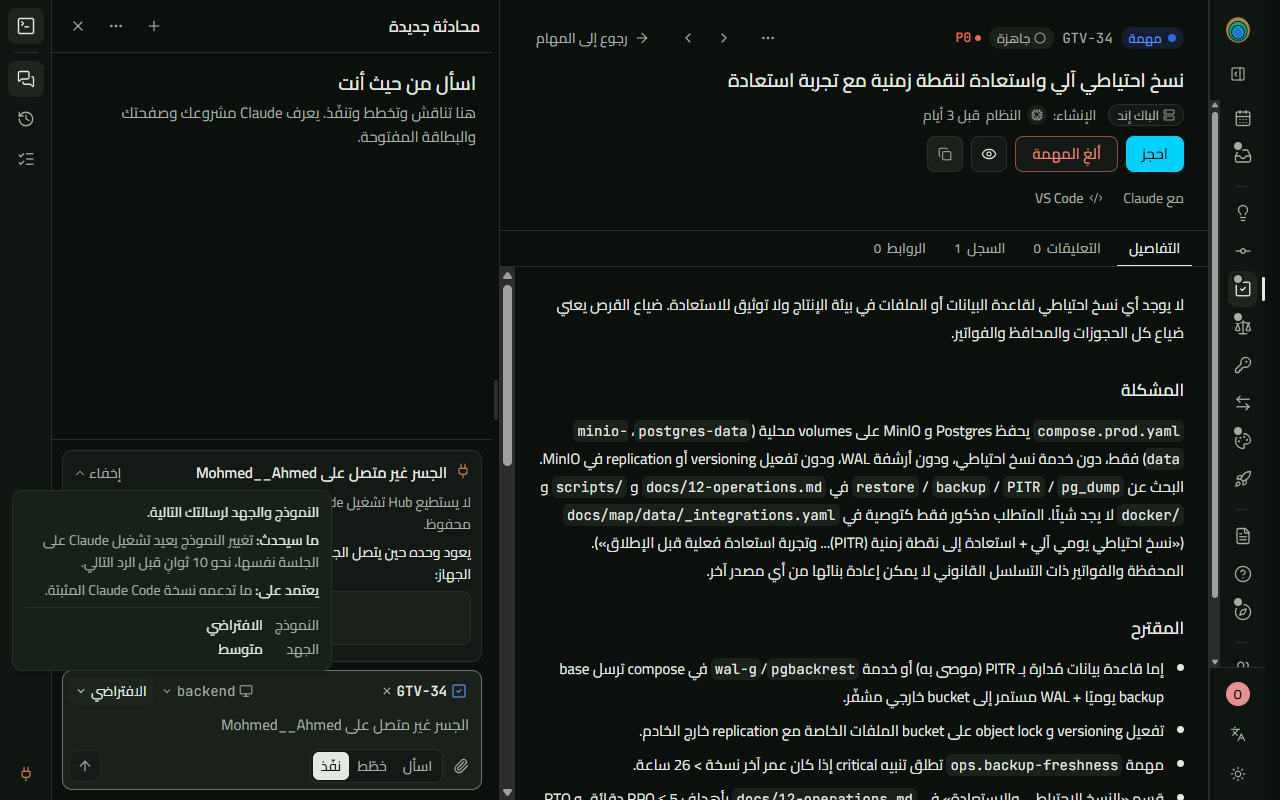 مهمة
GTV-34
جاهزة
P0
رجوع إلى المهام
نسخ احتياطي آلي واستعادة لنقطة زمنية مع تجربة استعادة
الباك إند
الإنشاء: النظام قبل 3 أيام
احجز
ألغِ المهمة
مع Claude
VS Code
التفاصيل
التعليقات 0
السجل 1
الروابط 0
لا يوجد أي نسخ احتياطي لقاعدة البيانات أو الملفات في بيئة الإنتاج ولا توثيق للاستعادة. ضياع القرص يعني
ضياع كل الحجوزات والمحافظ والفواتير.
المشكلة
compose.prod.yaml يحفظ Postgres و MinIO على volumes محلية (postgres-data، minio-
data) فقط، دون خدمة نسخ احتياطي، ودون أرشفة WAL، ودون تفعيل versioning أو replication في MinIO.
البحث عن pg_dump / PITR / backup / restore في docs/12-operations.md و scripts/ و
docker/ لا يجد شيئًا. المتطلب مذكور فقط كتوصية في docs/map/data/_integrations.yaml
(«نسخ احتياطي يومي آلي + استعادة إلى نقطة زمنية (PITR)... وتجربة استعادة فعلية قبل الإطلاق»).
المحفظة والفواتير ذات التسلسل القانوني لا يمكن إعادة بنائها من أي مصدر آخر.
المقترح
إما قاعدة بيانات مُدارة بـ PITR (موصى به) أو خدمة pgbackrest/wal-g في compose ترسل base
backup يوميًا + WAL مستمر إلى bucket خارجي مشفّر.
تفعيل versioning و object lock على bucket الملفات الخاصة مع replication خارج الخادم.
مهمة ops.backup-freshness تطلق تنبيه critical إذا كان عمر آخر نسخة > 26 ساعة.
محادثة جديدة
اسأل من حيث أنت
هنا تناقش وتخطط وتنفّذ. يعرف Claude مشروعك وصفحتك
والبطاقة المفتوحة.
الجسر غير متصل على Mohmed__Ahmed
إخفاء
لا يستطيع Hub تشغيل
محفوظ.
يعود وحده حين يتصل
الجهاز:
النموذج والجهد لرسالتك التالية.
ما سيحدث: تغيير النموذج يعيد تشغيل Claude على
الجلسة نفسها، نحو 10 ثوانٍ قبل الرد التالي.
يعتمد على: ما تدعمه نسخة Claude Code المثبتة.
النموذج الافتراضي
الجهد متوسط
GTV-34
backend
الافتراضي
الجسر غير متصل على Mohmed__Ahmed
اسأل
خطّط
نفّذ
O